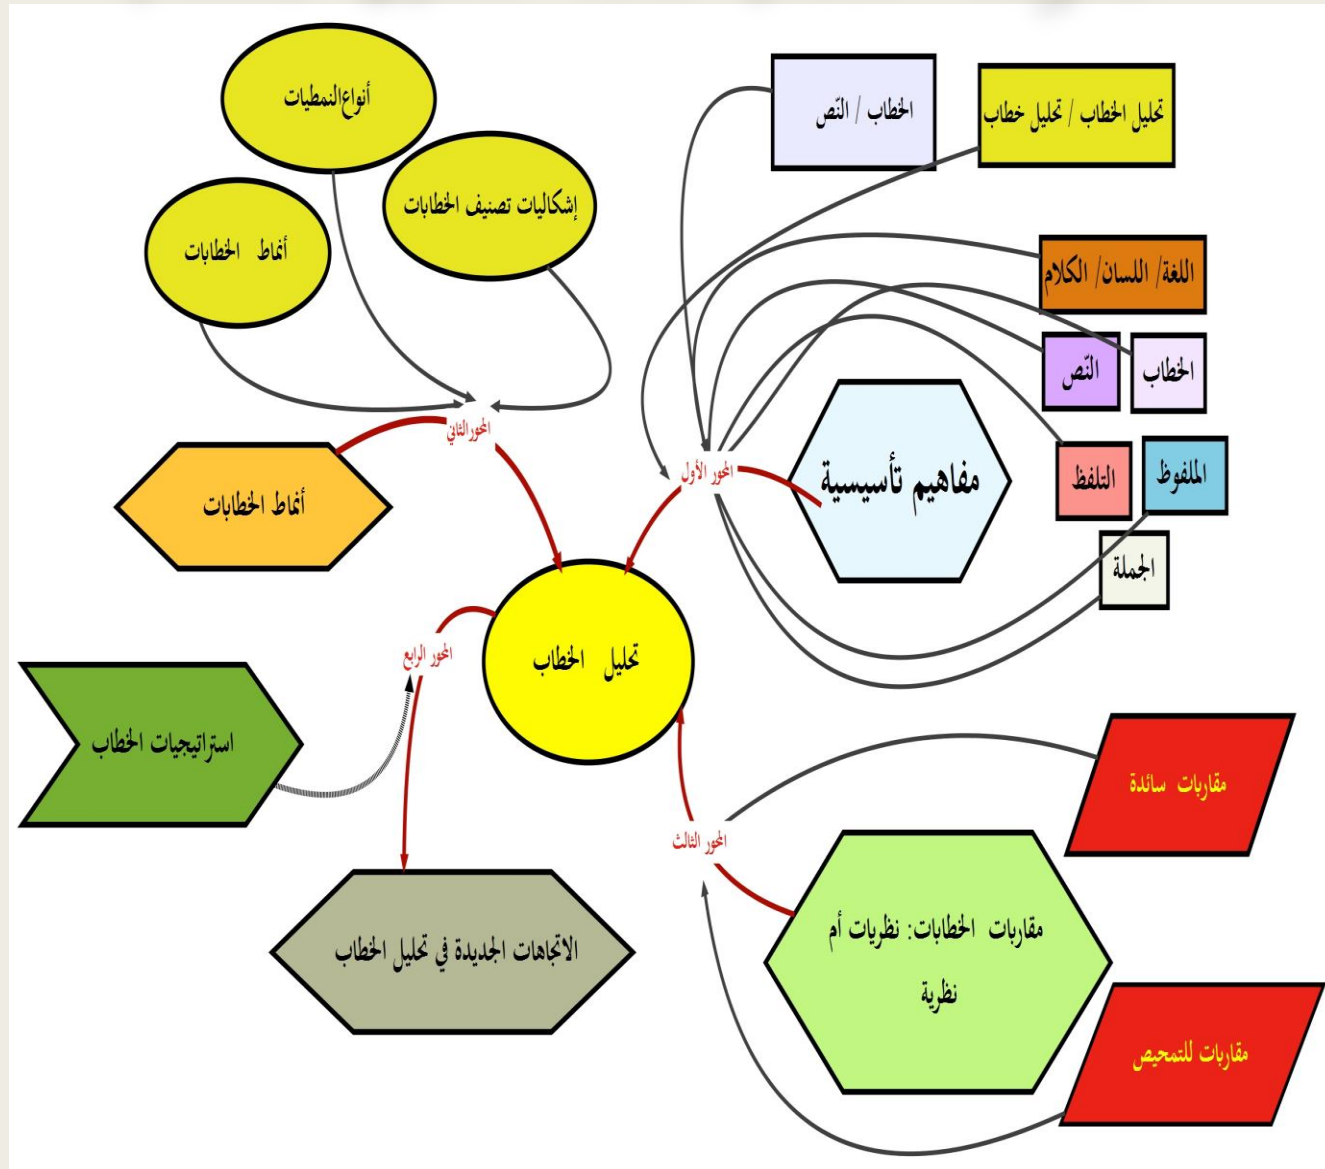 أنواع النمطيات
إشكاليات تصنيف الخطابات
أنماط الخطابات
المحور الثاني
أنماط الخطابات
الخطاب / النّص
تحليل الخطاب / تحليل خطاب
اللغة/ اللسان/ الكلام
النّص
الخطاب
التلفظ
الملفوظ
الجملة
المحور الأول
مفاهيم تأسيسية
تحليل الخطاب
المحور الرابع
استراتيجيات الخطاب
الاتجاهات الجديدة في تحليل الخطاب
المحور الثالث
مقاربات سائدة
مقاربات الخطابات: نظريات أم
نظرية
مقاربات للتمحيص